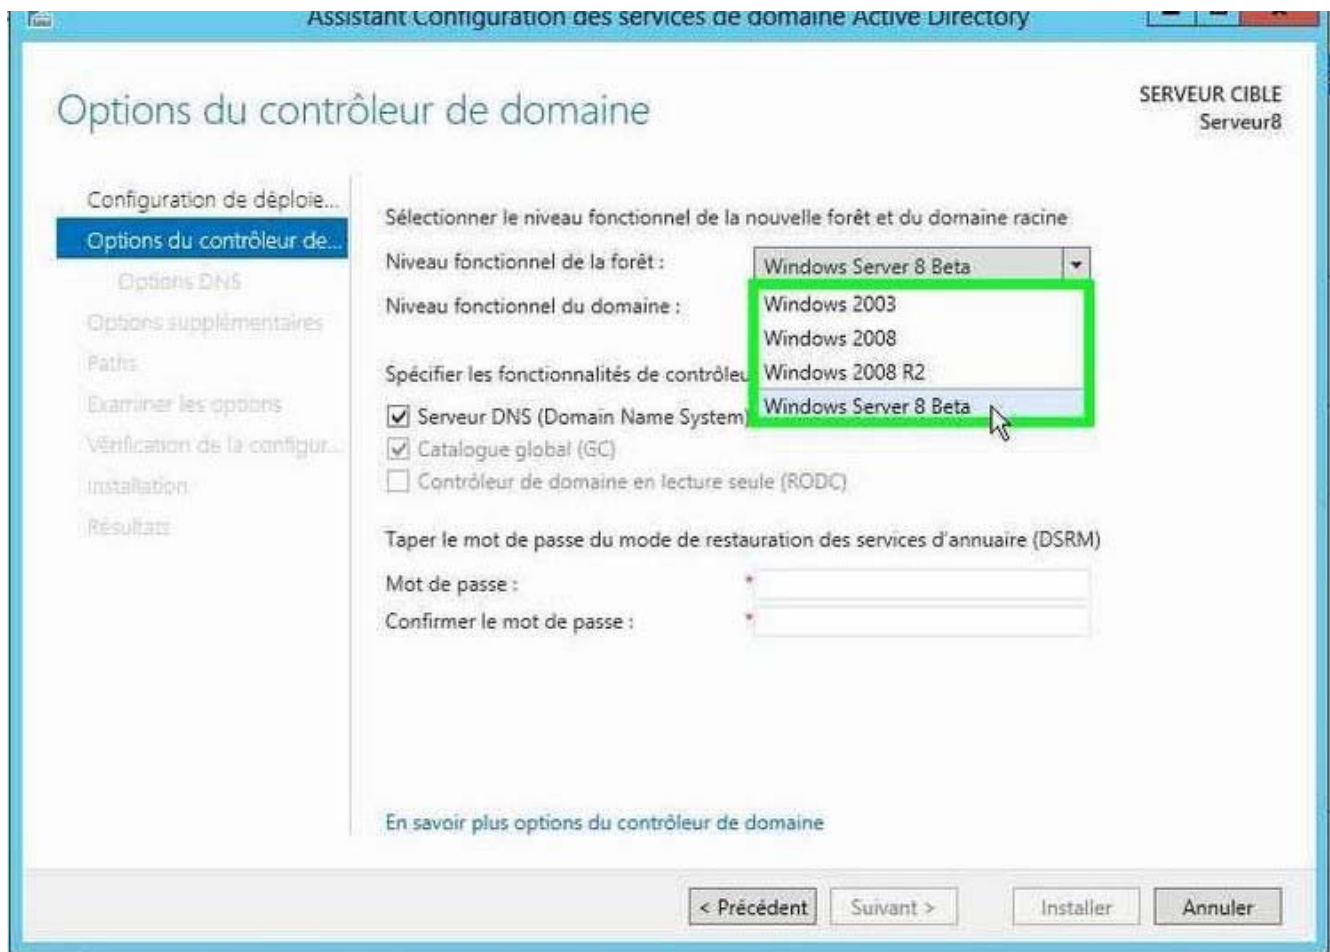 Assistant Configuration des services de domaine Active Directory
Options du contrôleur de domaine
SERVEUR CIBLE
Serveur8
Configuration de déploie...
Options du contrôleur de...
Options DNS
Options supplémentaires
Paths
Examiner les options
Vérification de la configur...
Installation
Résultats
Sélectionner le niveau fonctionnel de la nouvelle forêt et du domaine racine
Niveau fonctionnel de la forêt :
Windows Server 8 Beta
Niveau fonctionnel du domaine :
Windows 2003
Windows 2008
Windows 2008 R2
Windows Server 8 Beta
Spécifier les fonctionnalités de contrôleu
Serveur DNS (Domain Name System)
Catalogue global (GC)
Contrôleur de domaine en lecture seule (RODC)
Taper le mot de passe du mode de restauration des services d'annuaire (DSRM)
Mot de passe : *
Confirmer le mot de passe : *
En savoir plus options du contrôleur de domaine
< Précédent
Suivant >
Installer
Annuler